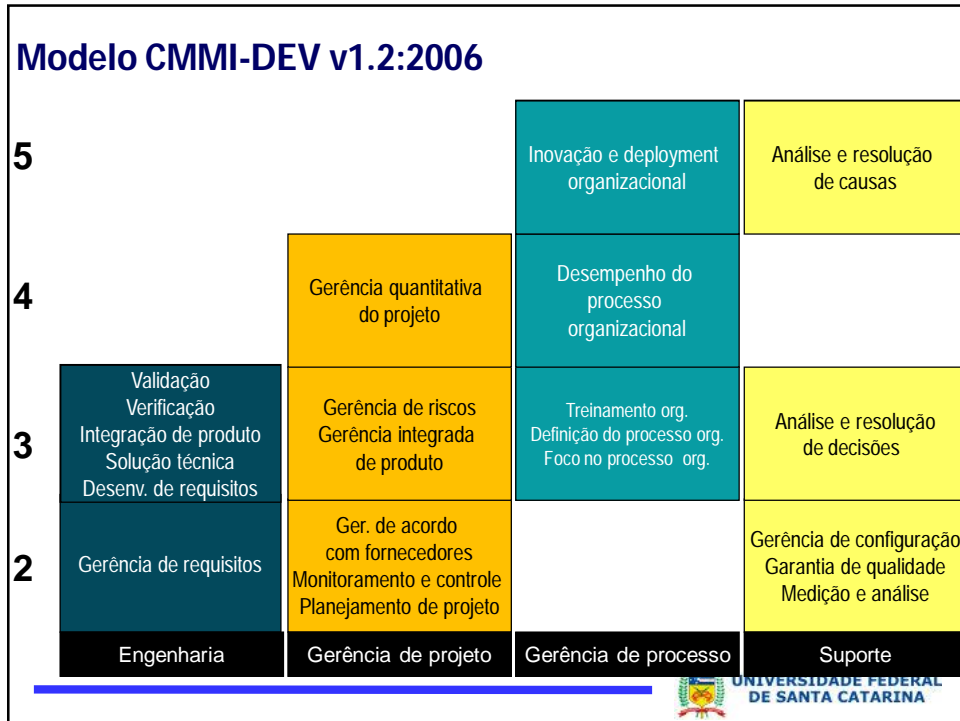 Modelo CMMI-DEV v1.2:2006
5
Inovação e deployment
organizacional
Análise e resolução
de causas
4
Gerência quantitativa
do projeto
Desempenho do
processo
organizacional
3
Validação
Verificação
Integração de produto
Solução técnica
Desenv. de requisitos
Gerência de riscos
Gerência integrada
de produto
Treinamento org.
Definição do processo org.
Foco no processo org.
Análise e resolução
de decisões
2
Gerência de requisitos
Ger. de acordo
com fornecedores
Monitoramento e controle
Planejamento de projeto
Gerência de configuração
Garantia de qualidade
Medição e análise
Engenharia
Gerência de projeto
Gerência de processo
Suporte
UNIVERSIDADE FEDERAL
DE SANTA CATARINA